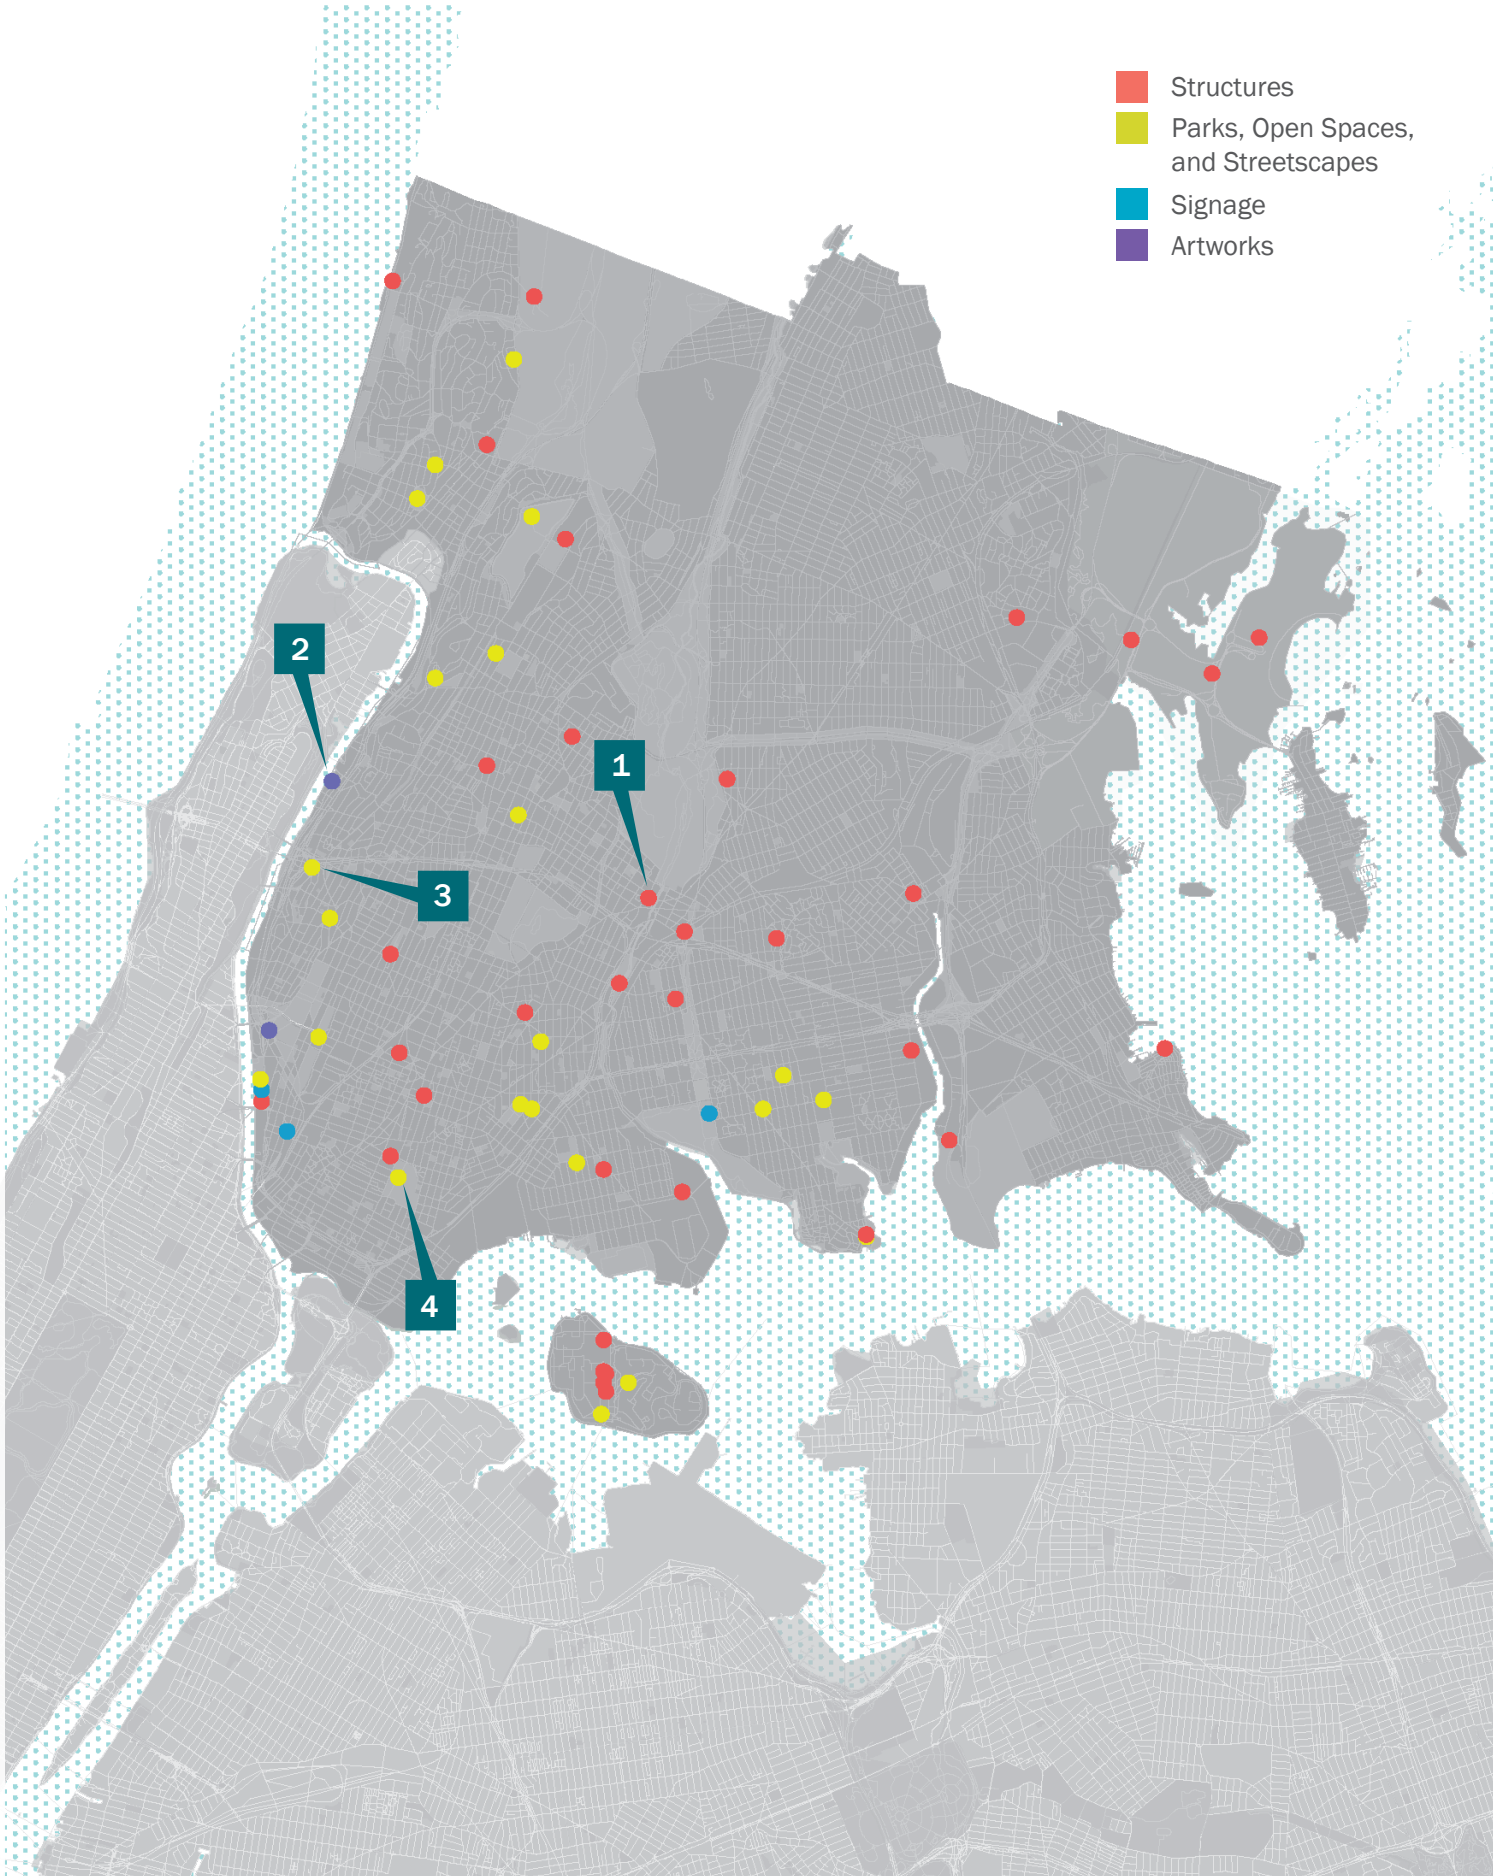 Structures
Parks, Open Spaces,
and Streetscapes
Signage
Artworks
2
1
3
4